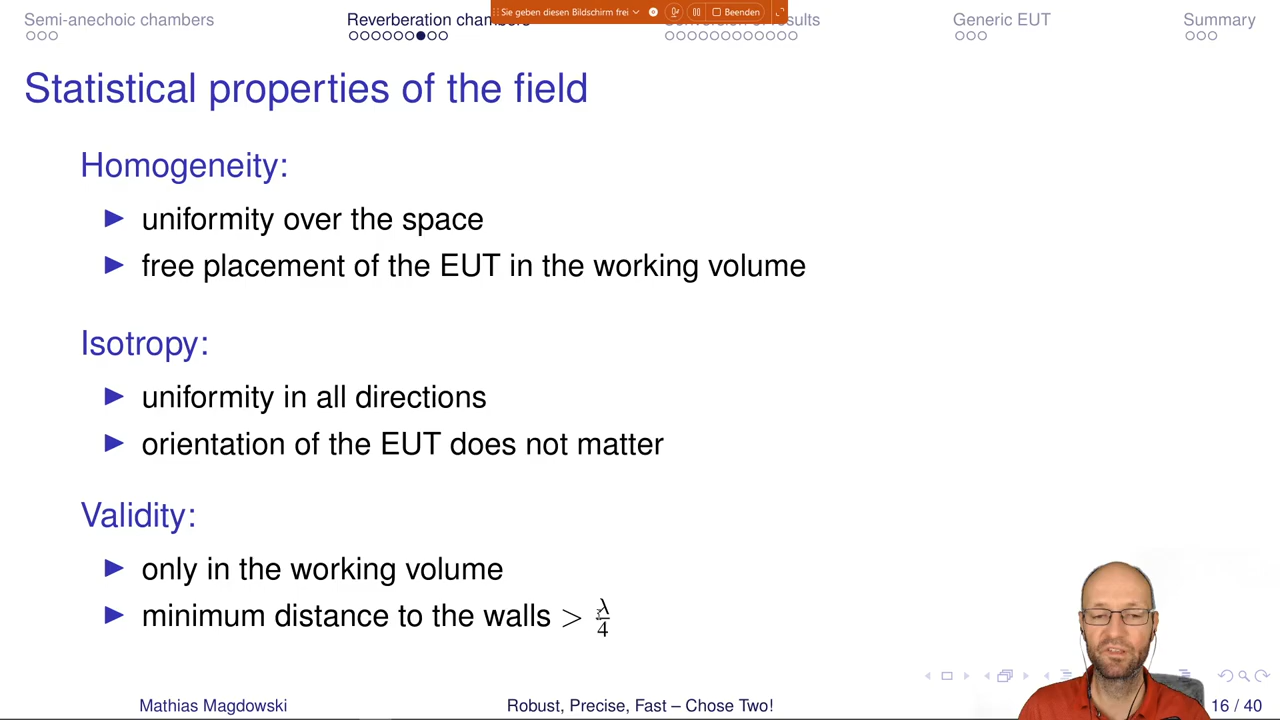 Semi-anechoic chambers
Reverberation chambers
Sie geben diesen Bildschirm frei
Beenden
results
Generic EUT
Summary
Statistical properties of the field
Homogeneity:
uniformity over the space
free placement of the EUT in the working volume
Isotropy:
uniformity in all directions
orientation of the EUT does not matter
Validity:
only in the working volume
minimum distance to the walls > λ/4
Mathias Magdowski
Robust, Precise, Fast – Chose Two!
16 / 40